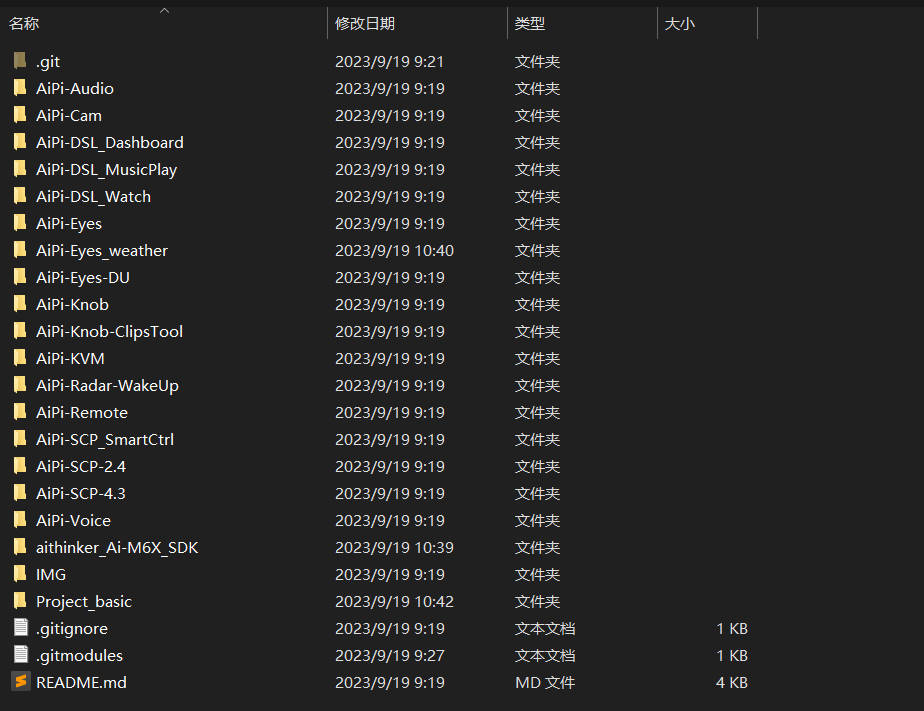 名称 修改日期 类型 大小
.git 2023/9/19 9:21 文件夹
AiPi-Audio 2023/9/19 9:19 文件夹
AiPi-Cam 2023/9/19 9:19 文件夹
AiPi-DSL_Dashboard 2023/9/19 9:19 文件夹
AiPi-DSL_MusicPlay 2023/9/19 9:19 文件夹
AiPi-DSL_Watch 2023/9/19 9:19 文件夹
AiPi-Eyes 2023/9/19 9:19 文件夹
AiPi-Eyes_weather 2023/9/19 10:40 文件夹
AiPi-Eyes-DU 2023/9/19 9:19 文件夹
AiPi-Knob 2023/9/19 9:19 文件夹
AiPi-Knob-ClipsTool 2023/9/19 9:19 文件夹
AiPi-KVM 2023/9/19 9:19 文件夹
AiPi-Radar-WakeUp 2023/9/19 9:19 文件夹
AiPi-Remote 2023/9/19 9:19 文件夹
AiPi-SCP_SmartCtrl 2023/9/19 9:19 文件夹
AiPi-SCP-2.4 2023/9/19 9:19 文件夹
AiPi-SCP-4.3 2023/9/19 9:19 文件夹
AiPi-Voice 2023/9/19 9:19 文件夹
aithinker_Ai-M6X_SDK 2023/9/19 10:39 文件夹
IMG 2023/9/19 9:19 文件夹
Project_basic 2023/9/19 10:42 文件夹
.gitignore 2023/9/19 9:19 文本文档 1 KB
.gitmodules 2023/9/19 9:27 文本文档 1 KB
README.md 2023/9/19 9:19 MD 文件 4 KB